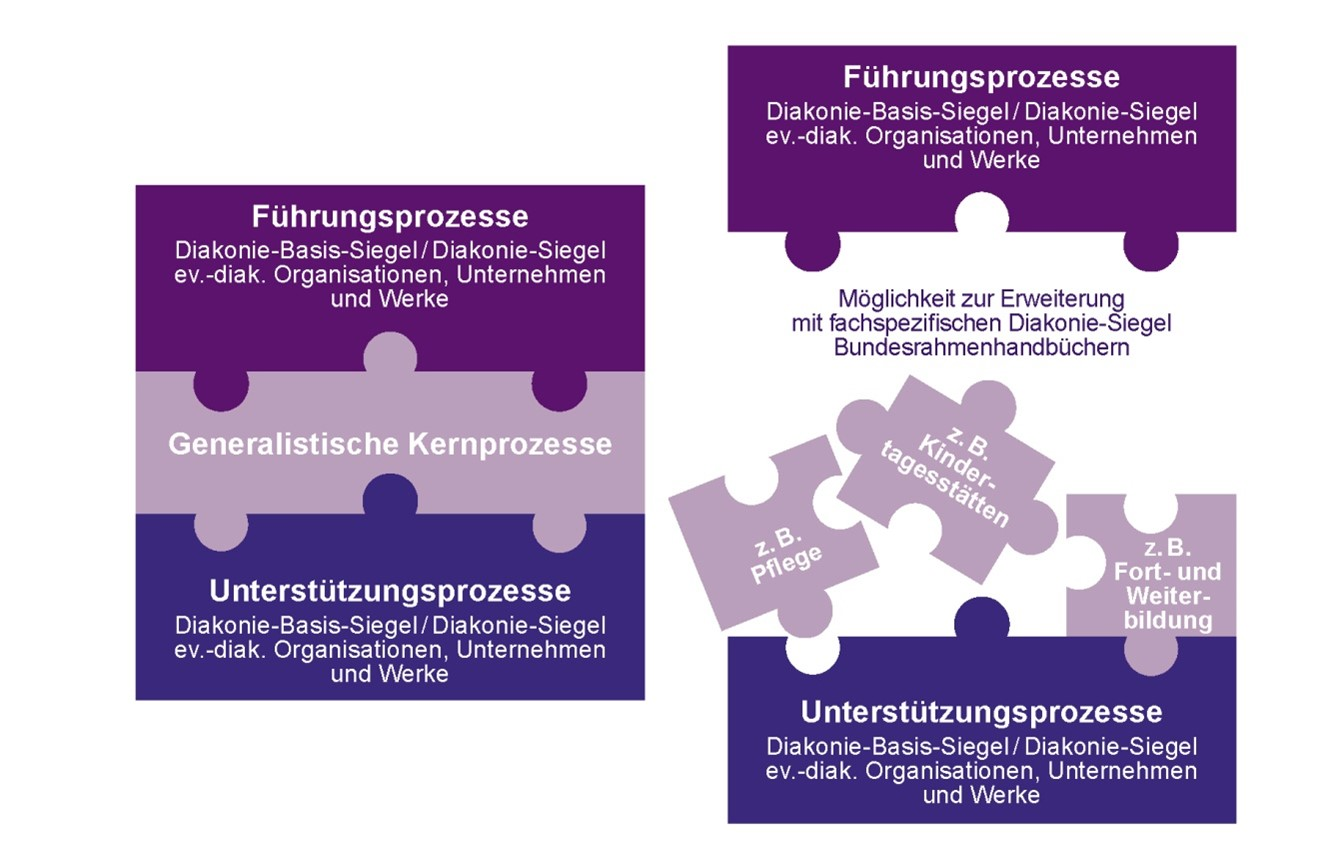 Führungsprozesse
Diakonie-Basis-Siegel / Diakonie-Siegel
ev.-diak. Organisationen, Unternehmen
und Werke
Generalistische Kernprozesse
Unterstützungsprozesse
Diakonie-Basis-Siegel / Diakonie-Siegel
ev.-diak. Organisationen, Unternehmen
und Werke
Führungsprozesse
Diakonie-Basis-Siegel / Diakonie-Siegel
ev.-diak. Organisationen, Unternehmen
und Werke
Möglichkeit zur Erweiterung
mit fachspezifischen Diakonie-Siegel
Bundesrahmenhandbüchern
z. B.
Pflege
z. B.
Kinder-
tagesstätten
z. B.
Fort- und
Weiter-
bildung
Unterstützungsprozesse
Diakonie-Basis-Siegel / Diakonie-Siegel
ev.-diak. Organisationen, Unternehmen
und Werke